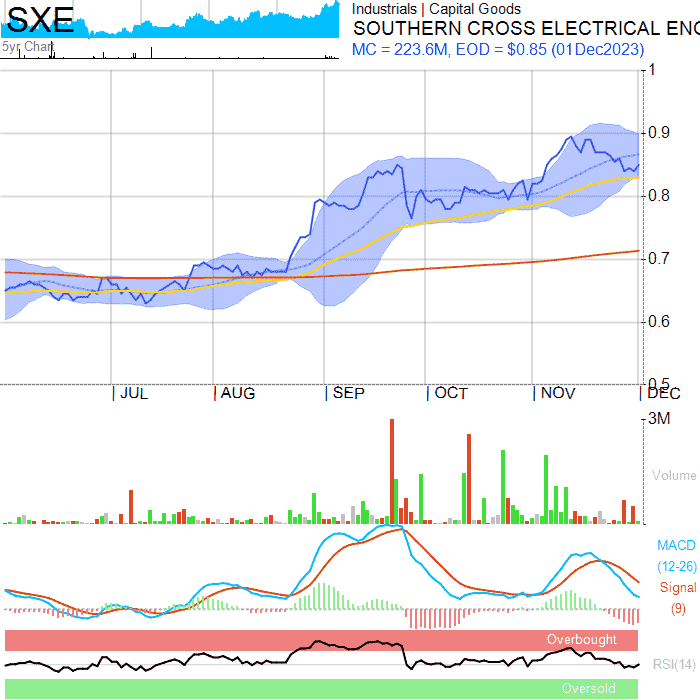 SXE
Industrials | Capital Goods
SOUTHERN CROSS ELECTRICAL ENG
5yr Chart
MC = 223.6M, EOD = $0.85 (01Dec2023)
1
0.9
0.8
0.7
0.6
0.5
JUL
AUG
SEP
OCT
NOV
DEC
3M
Volume
MACD
(12-26)
Signal
(9)
Overbought
RSI(14)
Oversold